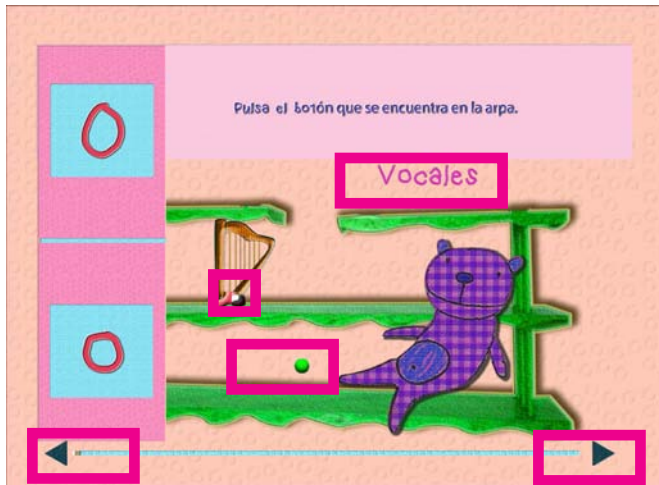 Pulsa el botón que se encuentra en la arpa.
Vocales
O
o